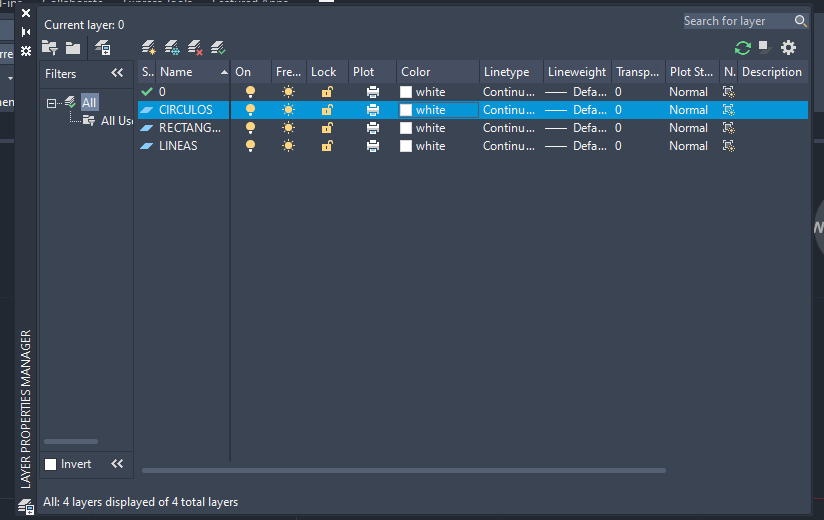 Current layer: 0
Search for layer
Filters
S.. Name On Fre... Lock Plot Color Linetype Lineweight Transp... Plot St... N. Description
All
All Use
0 white Continu... Defa... 0 Normal
CIRCULOS white Continu... Defa... 0 Normal
RECTANG... white Continu... Defa... 0 Normal
LINEAS white Continu... Defa... 0 Normal
Invert
All: 4 layers displayed of 4 total layers
LAYER PROPERTIES MANAGER